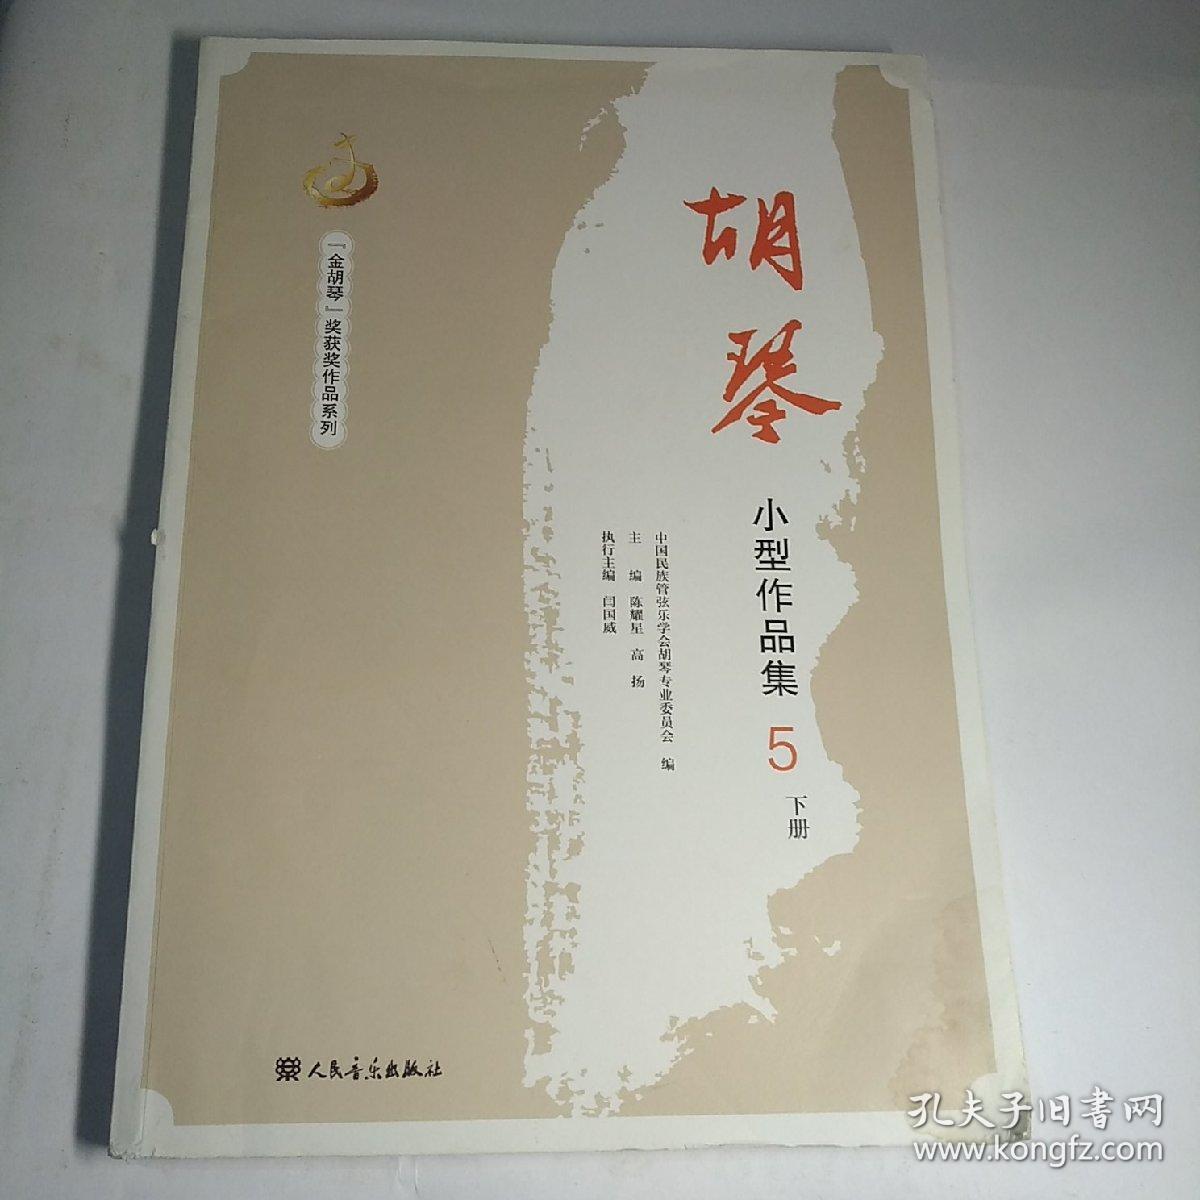 胡琴
小型作品集
5
下册
中国民族管弦乐学会胡琴专业委员会 编
主 编 陈耀星 高 扬
执行主编 闫国威
『金胡琴』奖获奖作品系列
人民音乐出版社
孔夫子旧书网
www.kongfz.com